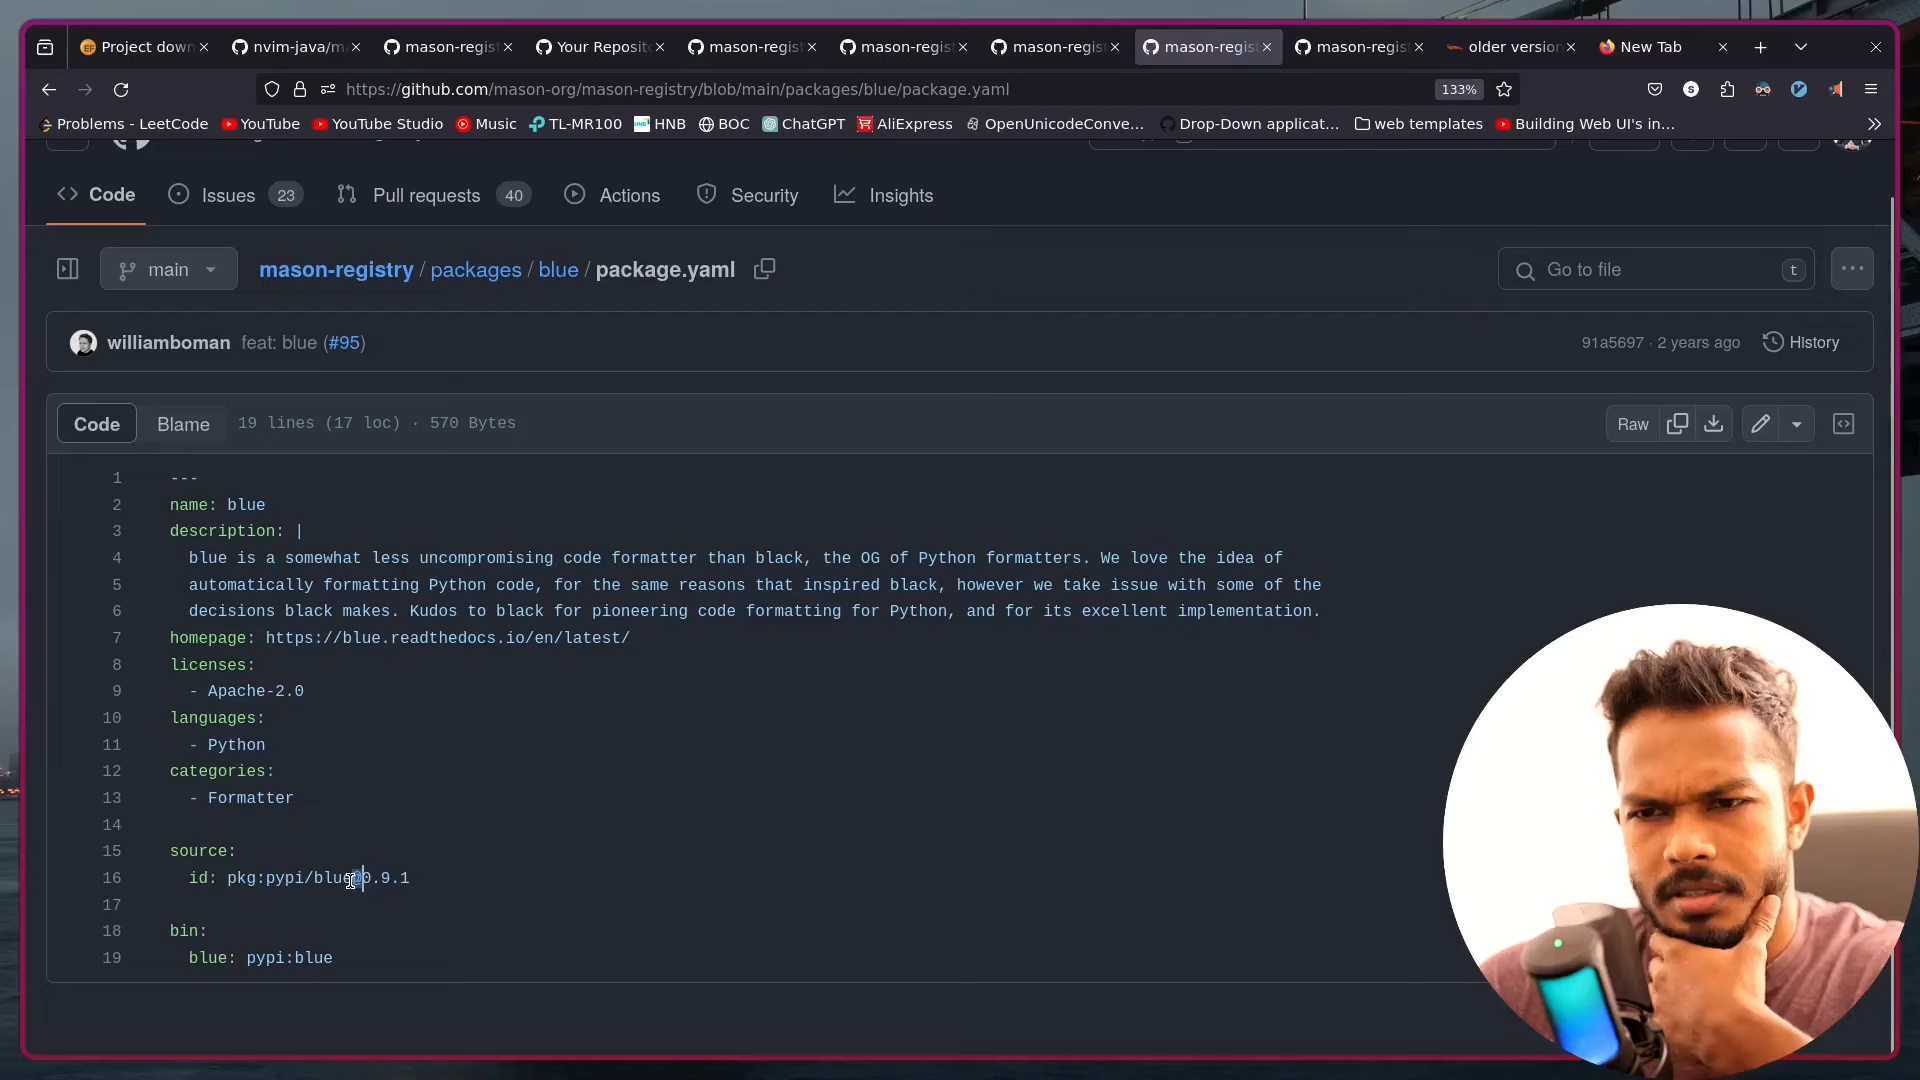 Project down
nvim-java/m
mason-regis
Your Reposit
mason-regis
mason-regis
mason-regis
mason-regis
mason-regis
older version
New Tab
https://github.com/mason-org/mason-registry/blob/main/packages/blue/package.yaml
133%
Problems - LeetCode
YouTube
YouTube Studio
Music
TL-MR100
HNB
BOC
ChatGPT
AliExpress
OpenUnicodeConve...
Drop-Down applicat...
web templates
Building Web UI's in...
Code
Issues 23
Pull requests 40
Actions
Security
Insights
main
mason-registry / packages / blue / package.yaml
Go to file
t
williamboman feat: blue (#95)
91a5697 · 2 years ago
History
Code
Blame
19 lines (17 loc) · 570 Bytes
Raw
1 ---
2 name: blue
3 description: |
4 blue is a somewhat less uncompromising code formatter than black, the OG of Python formatters. We love the idea of
5 automatically formatting Python code, for the same reasons that inspired black, however we take issue with some of the
6 decisions black makes. Kudos to black for pioneering code formatting for Python, and for its excellent implementation.
7 homepage: https://blue.readthedocs.io/en/latest/
8 licenses:
9 - Apache-2.0
10 languages:
11 - Python
12 categories:
13 - Formatter
14
15 source:
16 id: pkg:pypi/blue@0.9.1
17
18 bin:
19 blue: pypi:blue